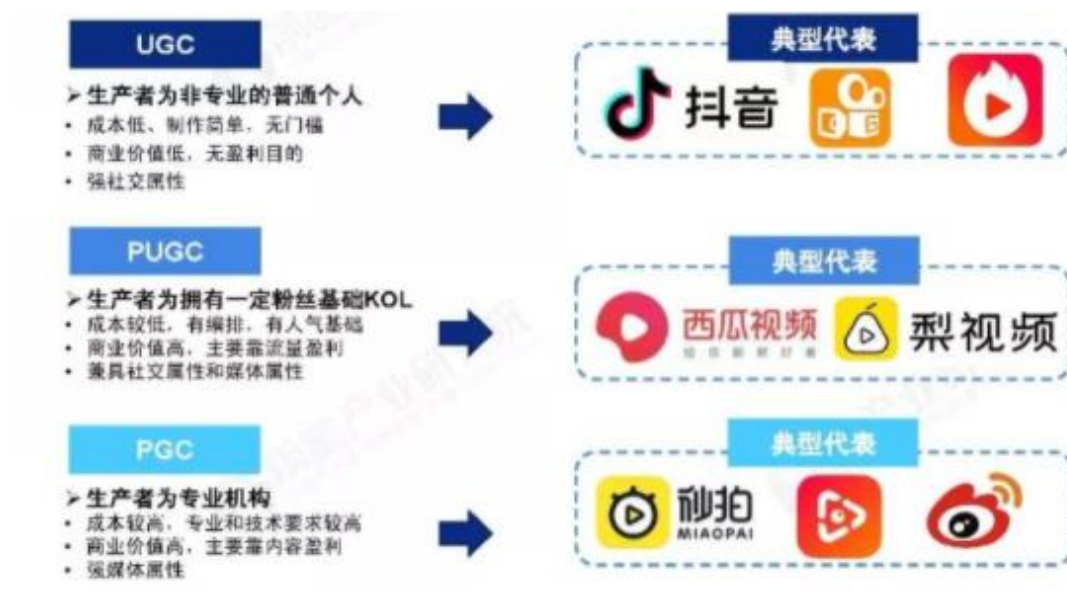 UGC
生产者为非专业的普通个人
成本低、制作简单，无门槛
商业价值低，无盈利目的
强社交属性
典型代表
抖音
PUGC
生产者为拥有一定粉丝基础KOL
成本较低，有编排，有人气基础
商业价值高，主要靠流量盈利
兼具社交属性和媒体属性
典型代表
西瓜视频
梨视频
PGC
生产者为专业机构
成本较高，专业和技术要求较高
商业价值高，主要靠内容盈利
强媒体属性
典型代表
秒拍
MIAOPAI